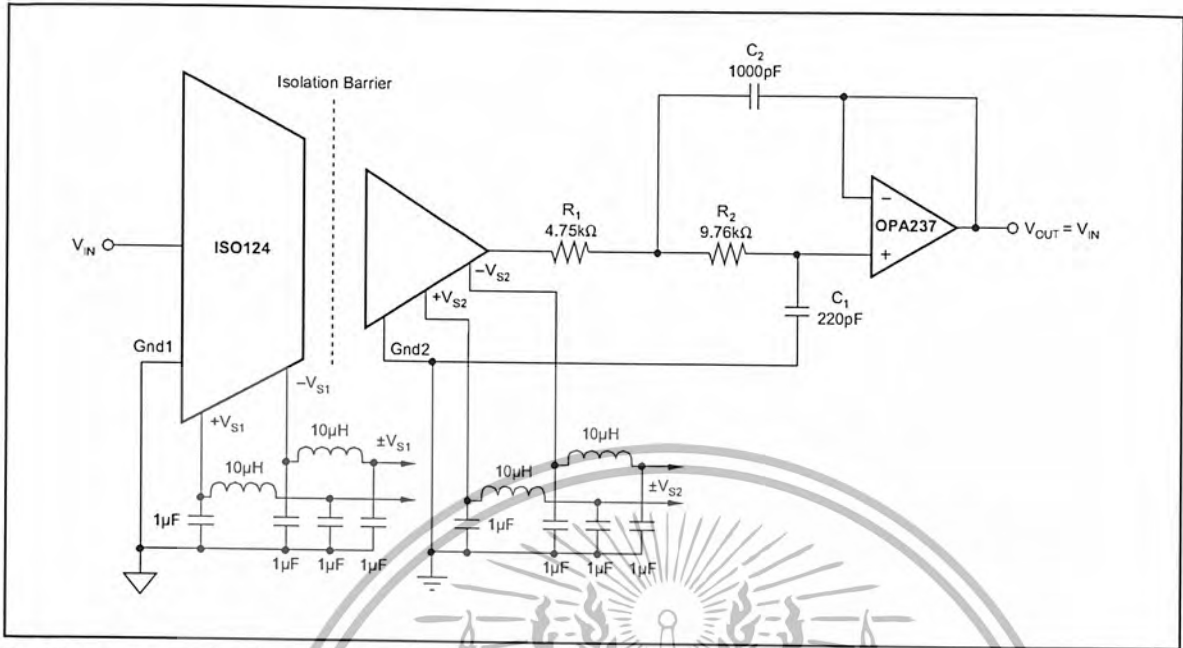 Isolation Barrier
C2
1000pF
VIN
ISO124
R1
4.75kΩ
R2
9.76kΩ
−
+
OPA237
VOUT = VIN
C1
220pF
−VS2
+VS2
Gnd2
Gnd1
−VS1
+VS1
10µH
±VS1
10µH
1µF
1µF
1µF
1µF
10µH
10µH
±VS2
1µF
1µF
1µF
1µF